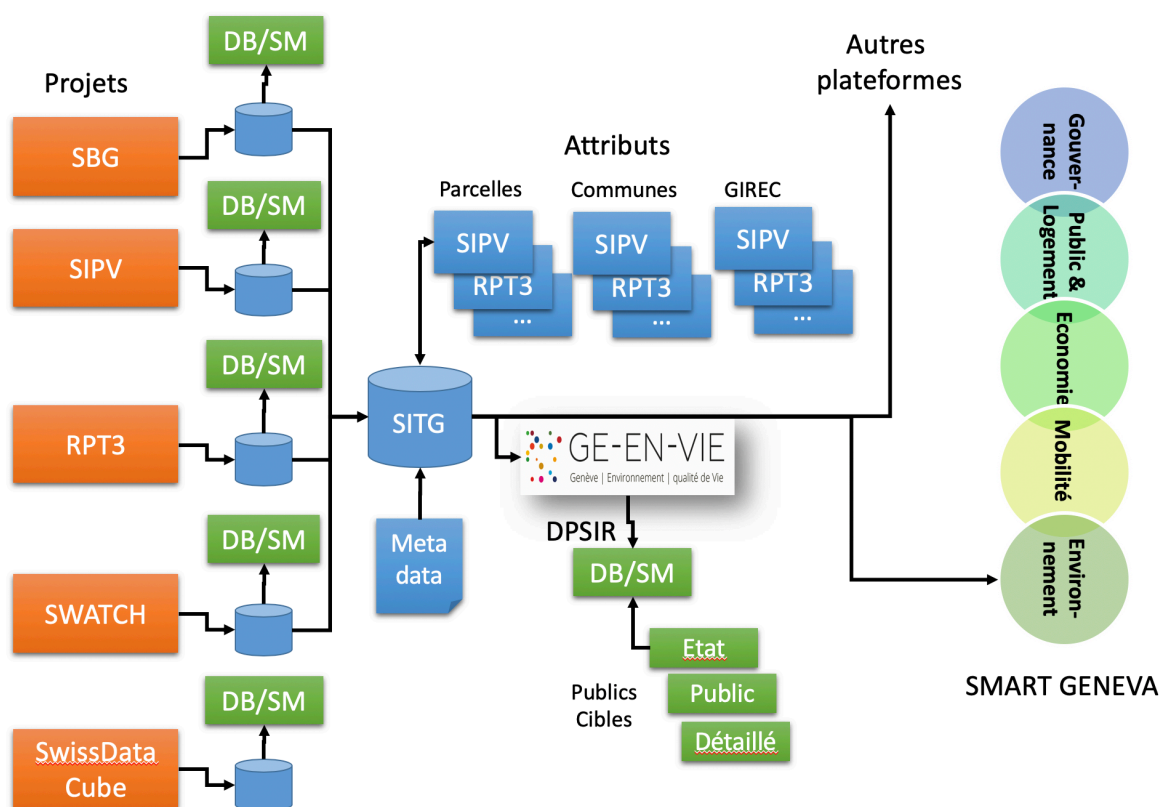 Projets
DB/SM
SBG
DB/SM
SIPV
DB/SM
RPT3
DB/SM
SWATCH
DB/SM
SwissData
Cube
Attributs
Parcelles
SIPV
RPT3
...
Communes
SIPV
RPT3
...
GIREC
SIPV
RPT3
...
SITG
Meta
data
GE-EN-VIE
Genève | Environnement | qualité de Vie
DPSIR
DB/SM
Publics
Cibles
Etat
Public
Détaillé
Autres
plateformes
Gouver-
nance
Public &
Logement
Economie
Mobilité
Environ-
nement
SMART GENEVA